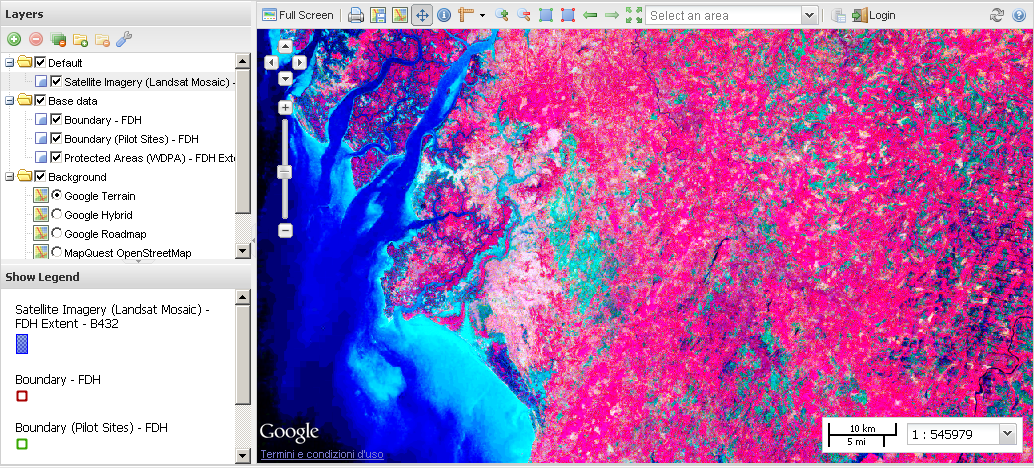 Layers
Full Screen
Select an area
Login
Default
Satellite Imagery (Landsat Mosaic) -
Base data
Boundary - FDH
Boundary (Pilot Sites) - FDH
Protected Areas (WDPA) - FDH Exte
Background
Google Terrain
Google Hybrid
Google Roadmap
MapQuest OpenStreetMap
Show Legend
Satellite Imagery (Landsat Mosaic) -
FDH Extent - B432
Boundary - FDH
Boundary (Pilot Sites) - FDH
Google
Termini e condizioni d'uso
10 km
5 mi
1 : 545979